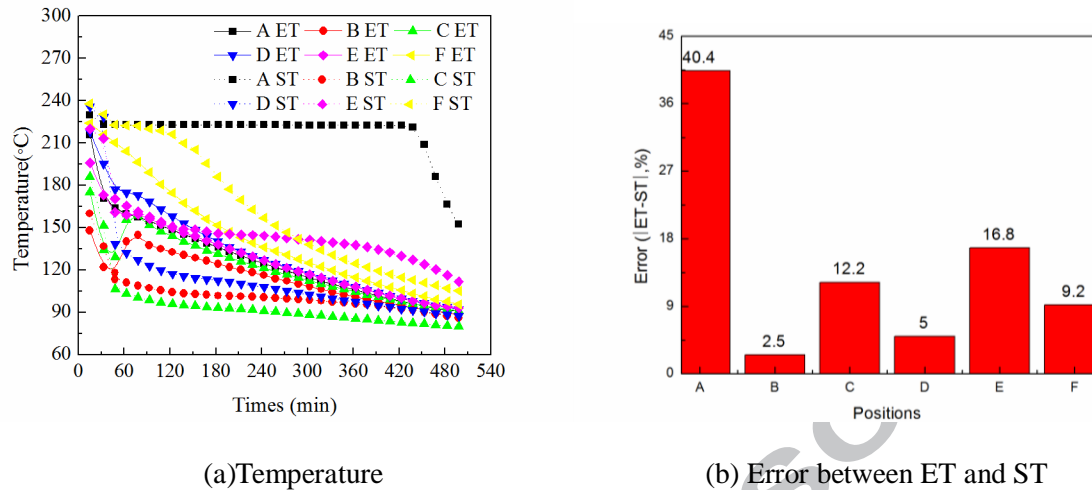 A ET B ET C ET
D ET E ET F ET
A ST B ST C ST
D ST E ST F ST
300
270
240
210
180
150
120
90
60
0 60 120 180 240 300 360 420 480 540
Temperature(°C)
Times (min)
(a)Temperature
45
36
27
18
9
0
40.4
2.5
12.2
5
16.8
9.2
A B C D E F
Error (|ET-ST|,%)
Positions
(b) Error between ET and ST